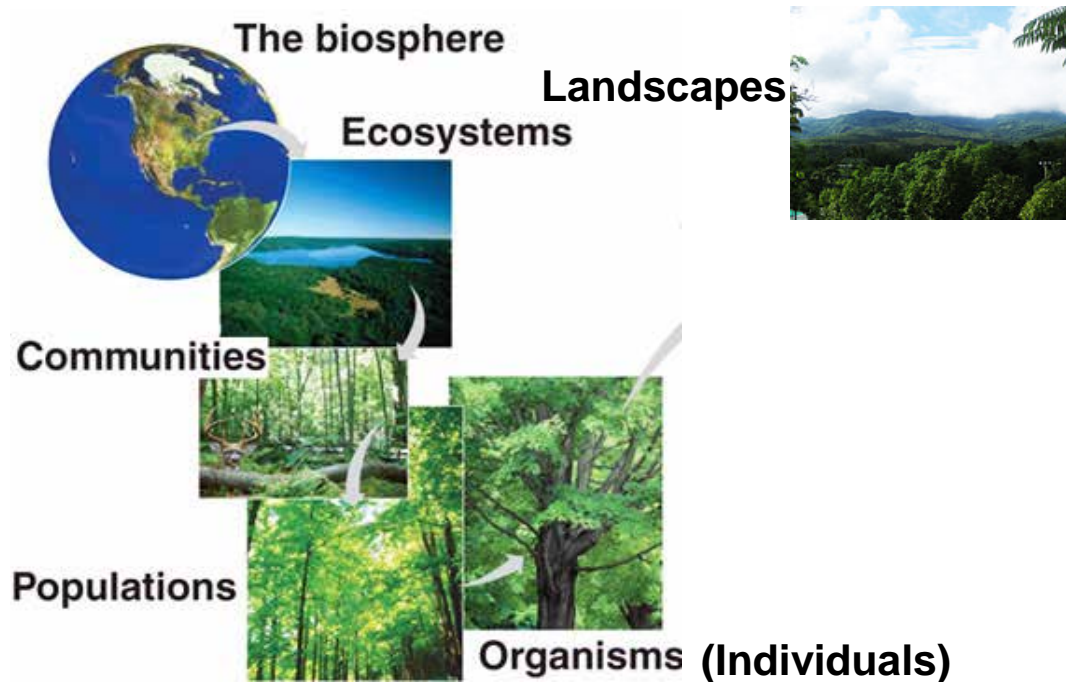 The biosphere
Landscapes
Ecosystems
Communities
Populations
Organisms (Individuals)